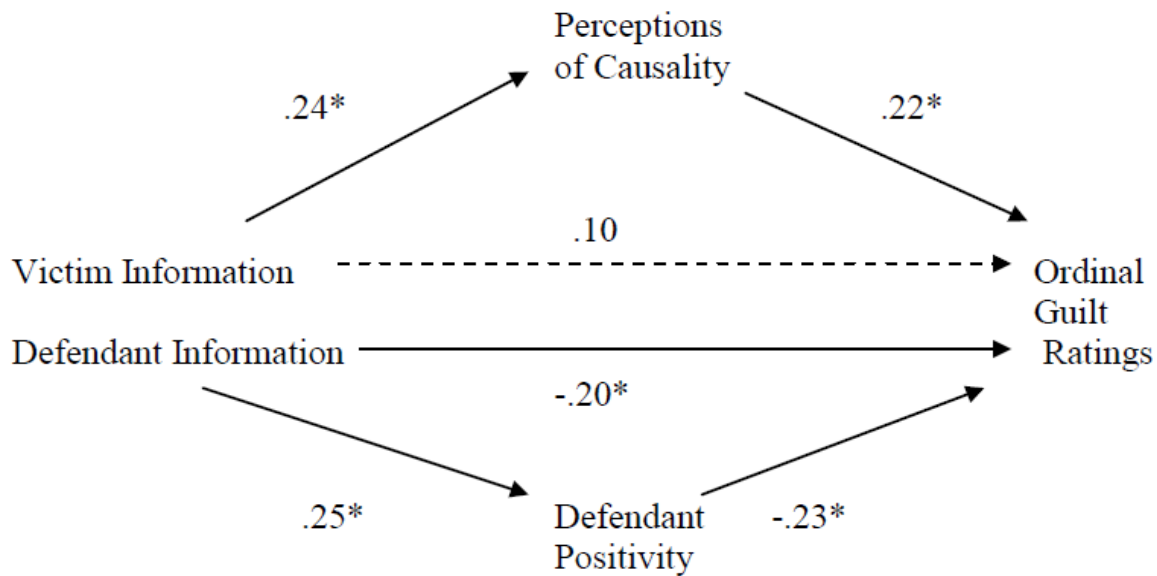 Perceptions
of Causality
.24*
.22*
.10
Victim Information
Ordinal
Guilt
Ratings
Defendant Information
-.20*
.25*
Defendant
Positivity
-.23*